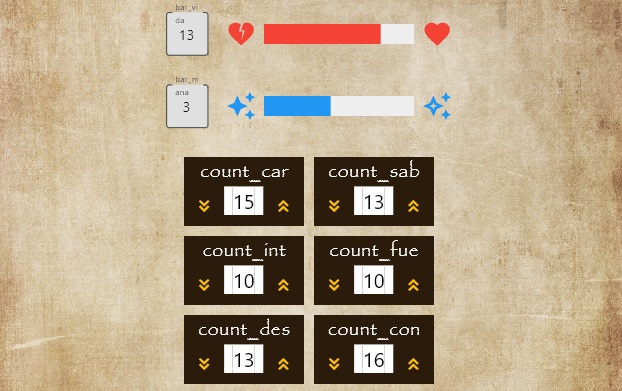 bar_vi
da
13
bar_m
ana
3
count_car
15
count_sab
13
count_int
10
count_fue
10
count_des
13
count_con
16